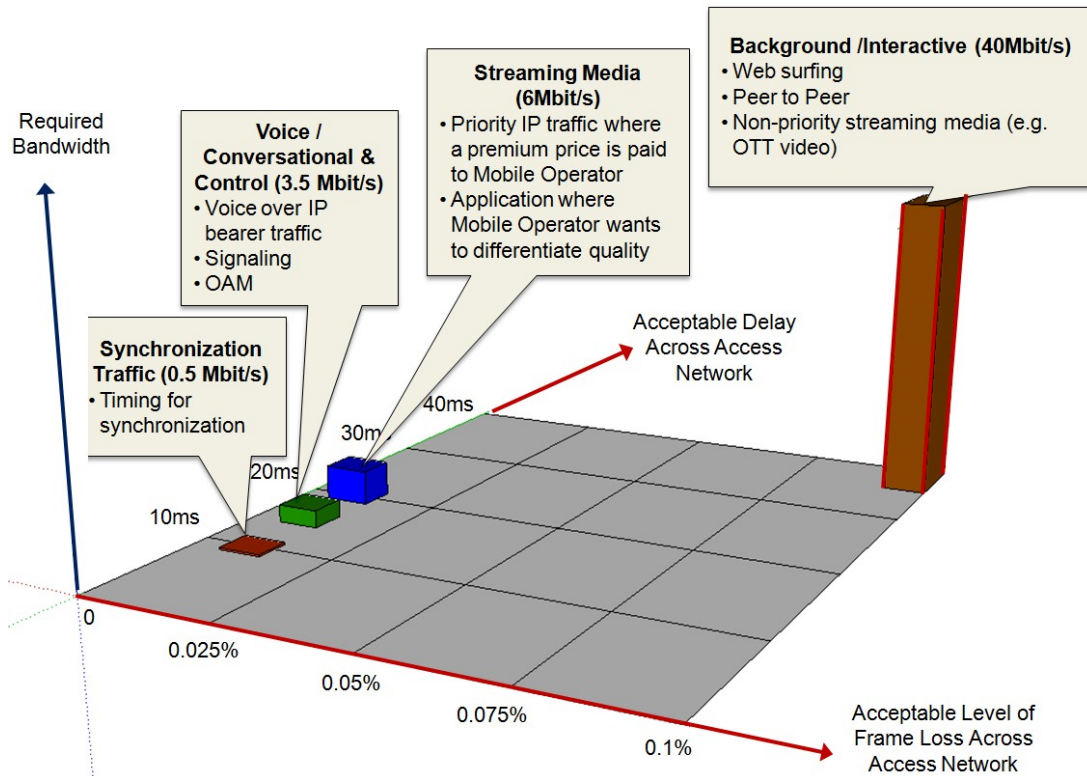 Required
Bandwidth
Synchronization
Traffic (0.5 Mbit/s)
• Timing for
synchronization
Voice /
Conversational &
Control (3.5 Mbit/s)
• Voice over IP
bearer traffic
• Signaling
• OAM
Streaming Media
(6Mbit/s)
• Priority IP traffic where
a premium price is paid
to Mobile Operator
• Application where
Mobile Operator wants
to differentiate quality
Background /Interactive (40Mbit/s)
• Web surfing
• Peer to Peer
• Non-priority streaming media (e.g.
OTT video)
Acceptable Delay
Across Access
Network
40ms
30ms
20ms
10ms
0
0.025%
0.05%
0.075%
0.1%
Acceptable Level of
Frame Loss Across
Access Network